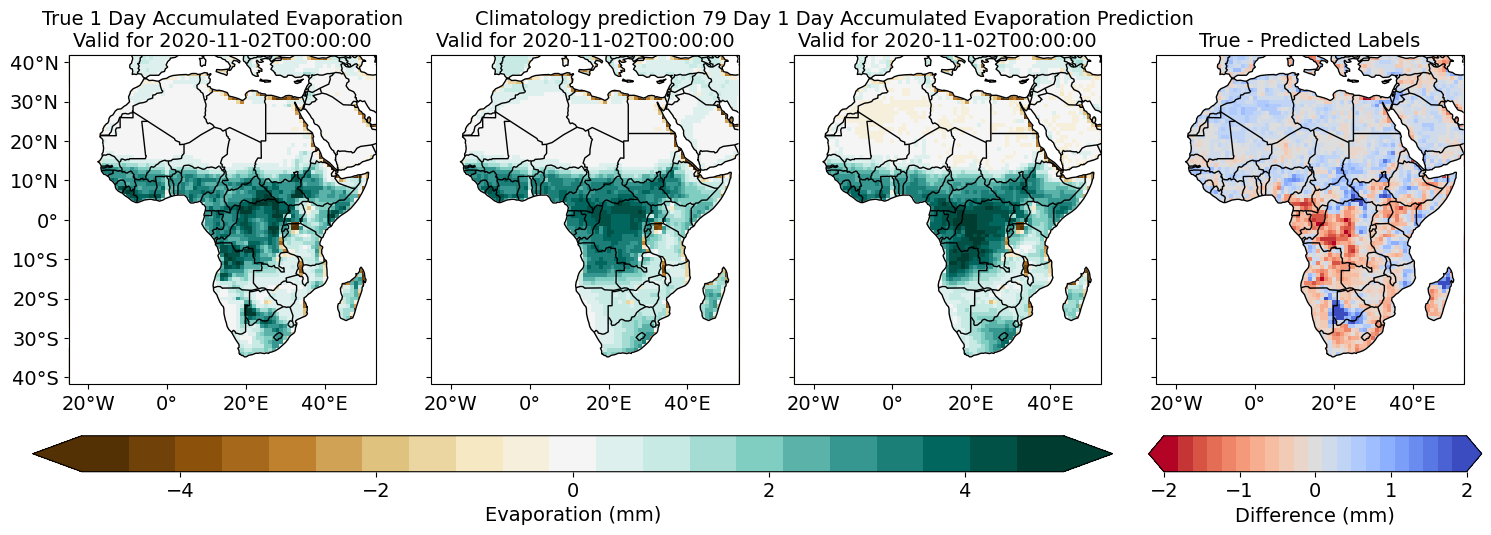 True 1 Day Accumulated Evaporation
Valid for 2020-11-02T00:00:00
Climatology prediction 79 Day 1 Day Accumulated Evaporation Prediction
Valid for 2020-11-02T00:00:00
Valid for 2020-11-02T00:00:00
True - Predicted Labels
40°N
30°N
20°N
10°N
0°
10°S
20°S
30°S
40°S
20°W 0° 20°E 40°E
20°W 0° 20°E 40°E
20°W 0° 20°E 40°E
20°W 0° 20°E 40°E
−4 −2 0 2 4
Evaporation (mm)
−2 −1 0 1 2
Difference (mm)